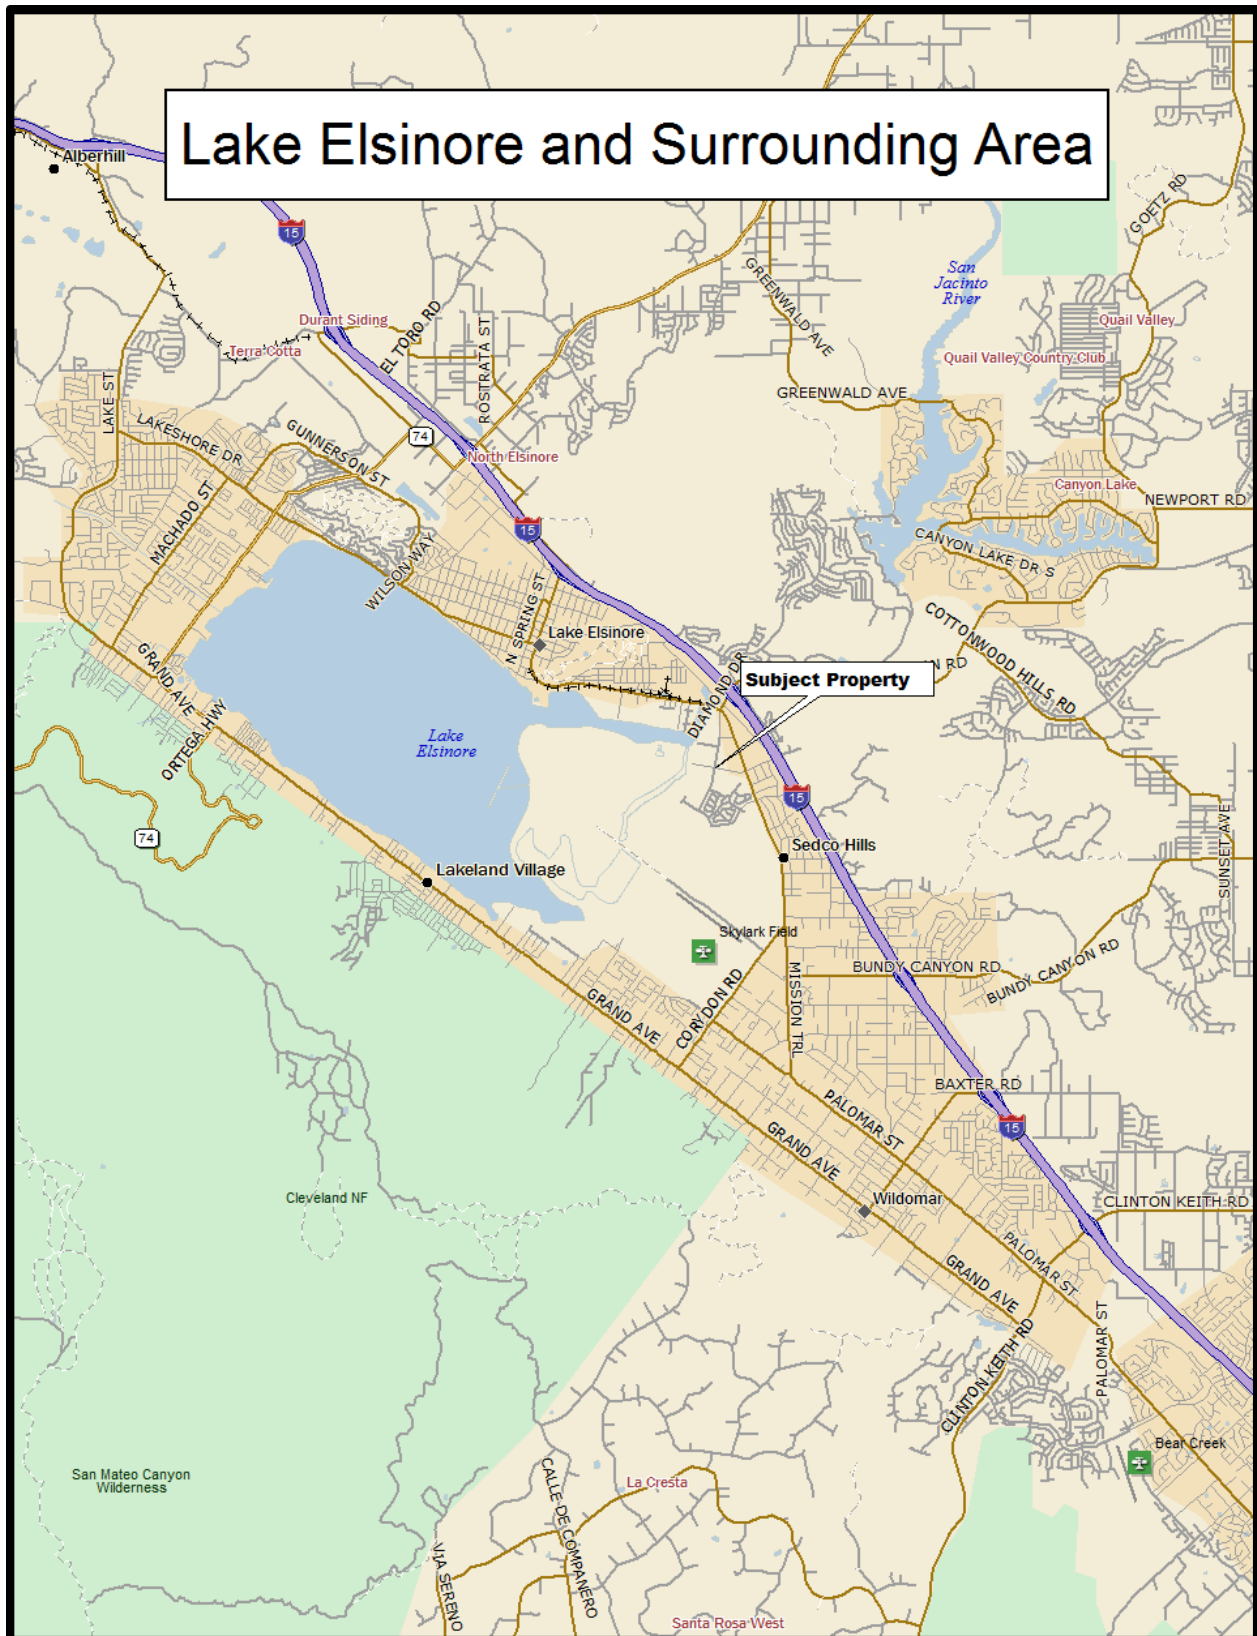 Lake Elsinore and Surrounding Area
Alberhill
15
San
Jacinto
River
GOETZ RD
GREENWALD AVE
Durant Siding
EL TORO RD
ROSTRATA ST
Quail Valley
Terra Cotta
Quail Valley Country Club
LAKE ST
GREENWALD AVE
LAKESHORE DR
GUNNERSON ST
74
North Elsinore
MACHADO ST
Canyon Lake
NEWPORT RD
15
CANYON LAKE DR S
WILSON WAY
N SPRING ST
Lake Elsinore
COTTONWOOD HILLS RD
GRAND AVE
DIAMOND DR
N RD
Subject Property
ORTEGA HWY
Lake
Elsinore
74
15
SUNSET AVE
Sedco Hills
Lakeland Village
Skylark Field
BUNDY CANYON RD
BUNDY CANYON RD
MISSION TRL
CORYDON RD
GRAND AVE
BAXTER RD
PALOMAR ST
15
GRAND AVE
Cleveland NF
Wildomar
CLINTON KEITH RD
PALOMAR ST
GRAND AVE
PALOMAR ST
CLINTON KEITH RD
Bear Creek
San Mateo Canyon
Wilderness
La Cresta
CALLE DE COMPANERO
VIA SERENO
Santa Rosa West